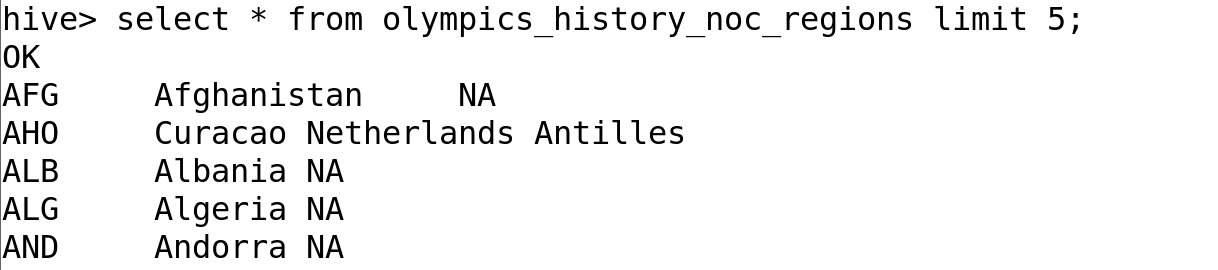 hive> select * from olympics_history_noc_regions limit 5;
OK
AFG     Afghanistan     NA
AHO     Curacao Netherlands Antilles
ALB     Albania NA
ALG     Algeria NA
AND     Andorra NA